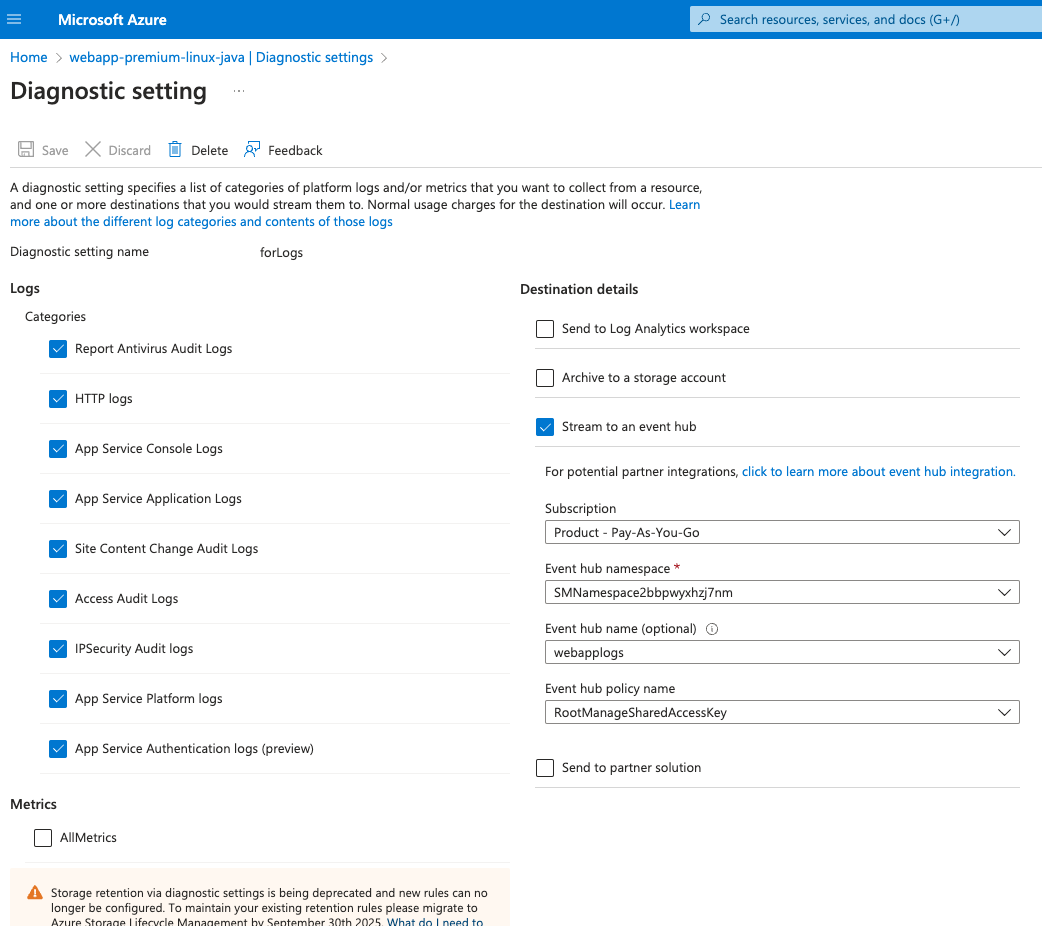 Microsoft Azure
Search resources, services, and docs (G+/)
Home > webapp-premium-linux-java | Diagnostic settings >
Diagnostic setting ...
Save Discard Delete Feedback
A diagnostic setting specifies a list of categories of platform logs and/or metrics that you want to collect from a resource,
and one or more destinations that you would stream them to. Normal usage charges for the destination will occur. Learn
more about the different log categories and contents of those logs
Diagnostic setting name forLogs
Logs
Categories
Report Antivirus Audit Logs
HTTP logs
App Service Console Logs
App Service Application Logs
Site Content Change Audit Logs
Access Audit Logs
IPSecurity Audit logs
App Service Platform logs
App Service Authentication logs (preview)
Metrics
AllMetrics
Storage retention via diagnostic settings is being deprecated and new rules can no
longer be configured. To maintain your existing retention rules please migrate to
Azure Storage Lifecycle Management by September 30th 2025. What do I need to
Destination details
Send to Log Analytics workspace
Archive to a storage account
Stream to an event hub
For potential partner integrations, click to learn more about event hub integration.
Subscription
Product - Pay-As-You-Go
Event hub namespace *
SMNamespace2bbpwyxhzj7nm
Event hub name (optional)
webapplogs
Event hub policy name
RootManageSharedAccessKey
Send to partner solution